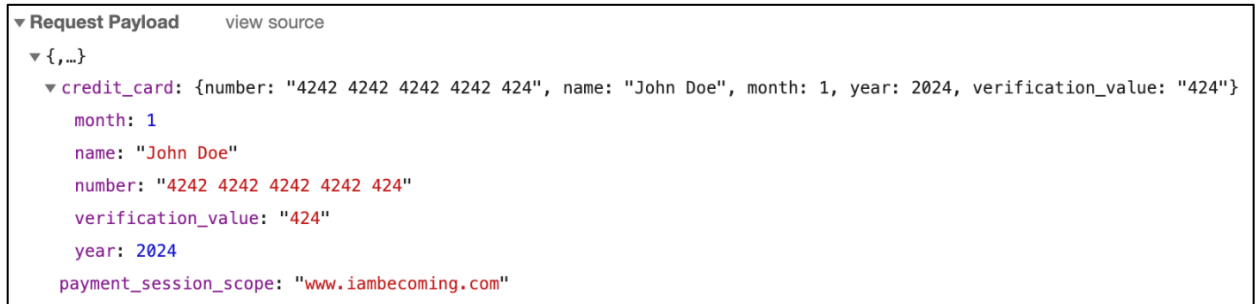 Request Payload view source
{,…}
credit_card: {number: "4242 4242 4242 4242 424", name: "John Doe", month: 1, year: 2024, verification_value: "424"}
month: 1
name: "John Doe"
number: "4242 4242 4242 4242 424"
verification_value: "424"
year: 2024
payment_session_scope: "www.iambecoming.com"